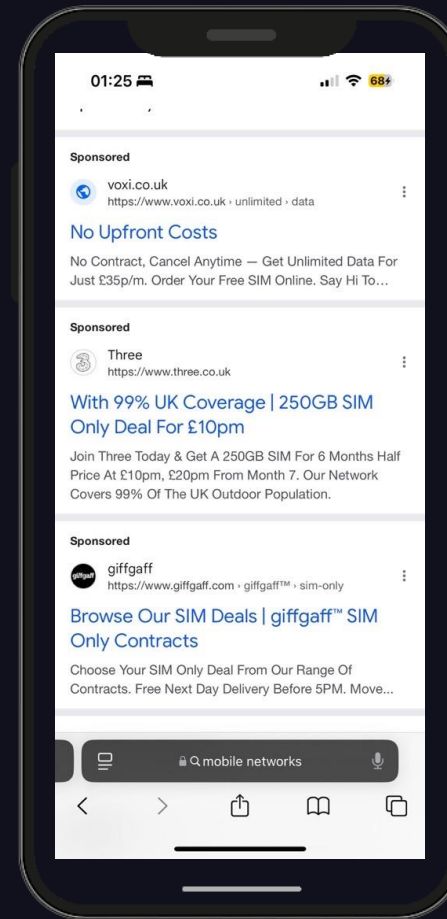 01:25
68
Sponsored
voxi.co.uk
https://www.voxi.co.uk › unlimited › data
No Upfront Costs
No Contract, Cancel Anytime — Get Unlimited Data For
Just £35p/m. Order Your Free SIM Online. Say Hi To...
Sponsored
Three
https://www.three.co.uk
With 99% UK Coverage | 250GB SIM
Only Deal For £10pm
Join Three Today & Get A 250GB SIM For 6 Months Half
Price At £10pm, £20pm From Month 7. Our Network
Covers 99% Of The UK Outdoor Population.
Sponsored
giffgaff
giffgaff
https://www.giffgaff.com › giffgaff™ › sim-only
Browse Our SIM Deals | giffgaff™ SIM
Only Contracts
Choose Your SIM Only Deal From Our Range Of
Contracts. Free Next Day Delivery Before 5PM. Move...
mobile networks